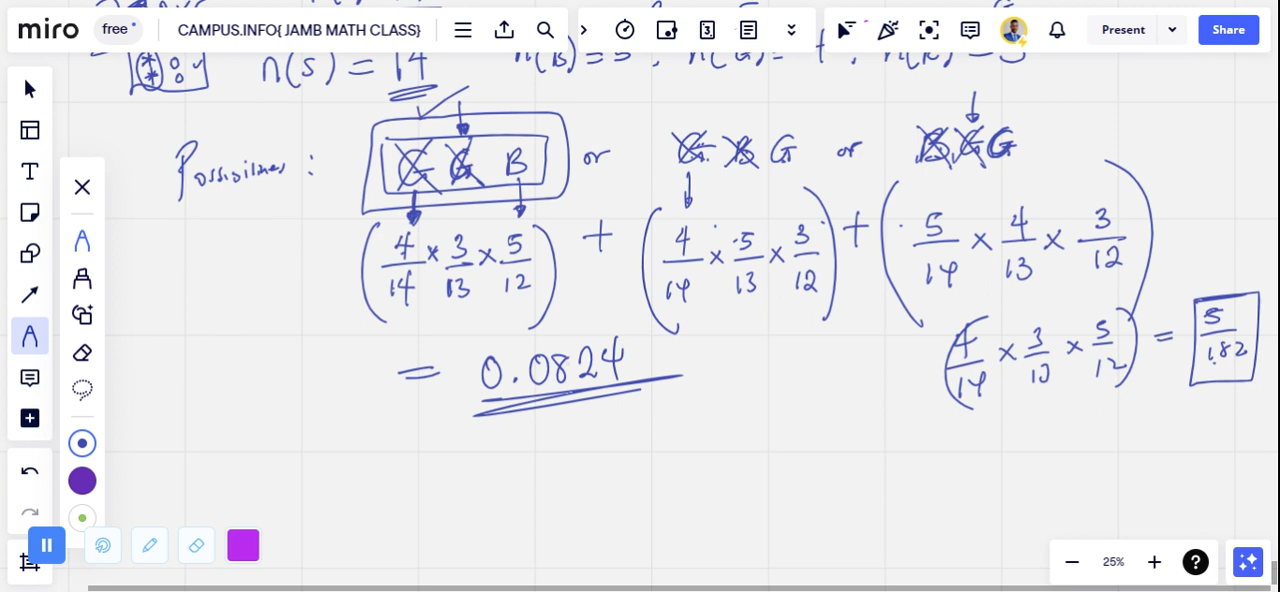 miro free CAMPUS.INFO{ JAMB MATH CLASS} Present Share
n(S) = 14
Possibilities : G G B or G B G or B G G
(4/14 × 3/13 × 5/12) + (4/14 × 5/13 × 3/12) + (5/14 × 4/13 × 3/12)
(4/14 × 3/13 × 5/12) = 5/182
= 0.0824
25%